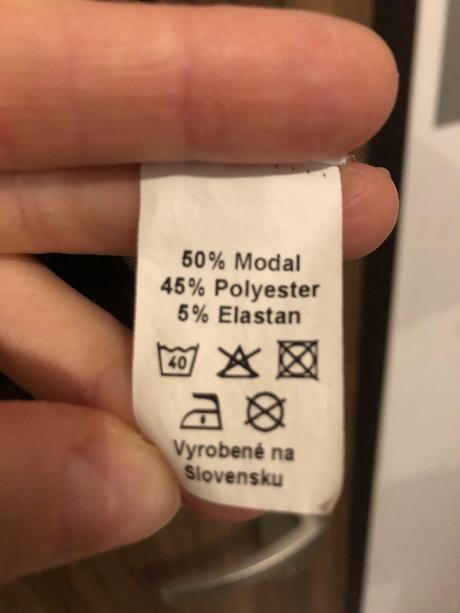 50% Modal
45% Polyester
5% Elastan
40
Vyrobené na
Slovensku